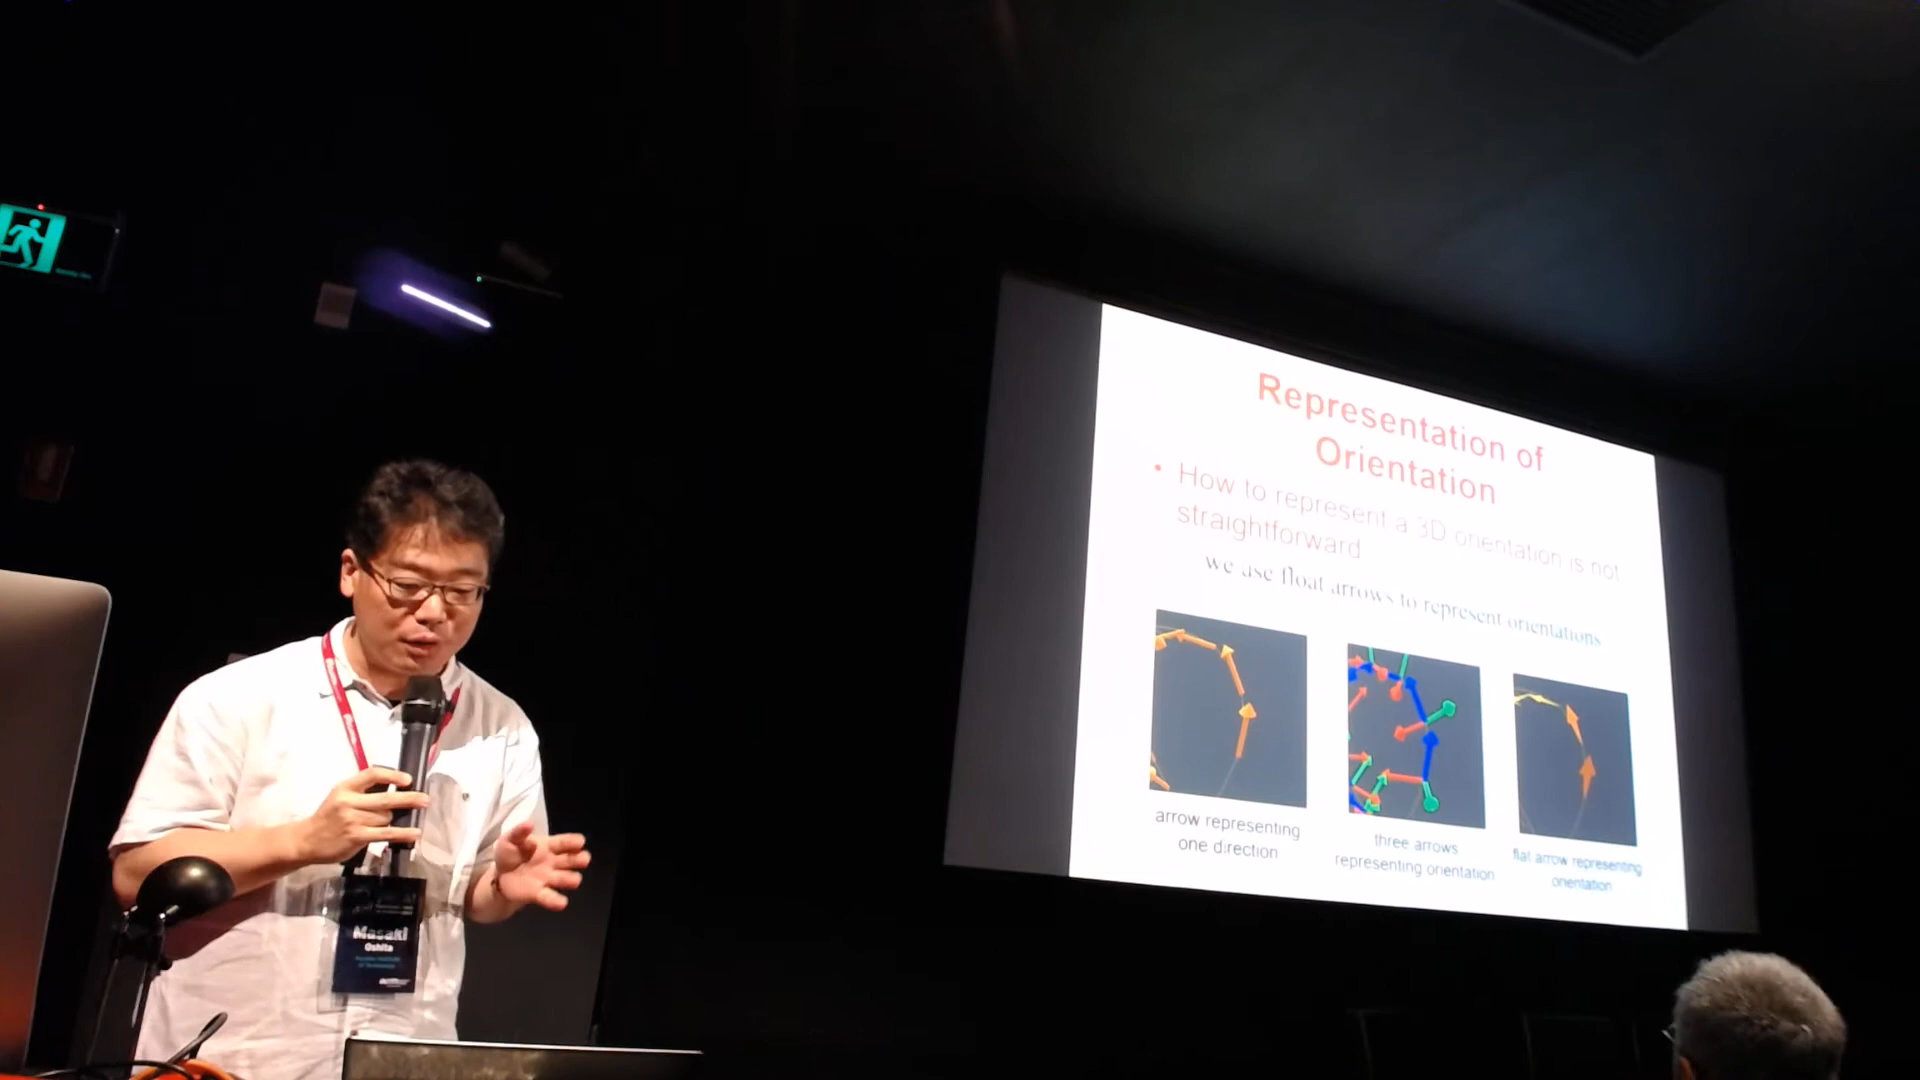 Representation of
Orientation
• How to represent a 3D orientation is not
straightforward
we ase float arrows to represent orientations
arrow representing
one direction
three arrows
representing orientation
flat arrow representing
orientation
Masaki
Oshita